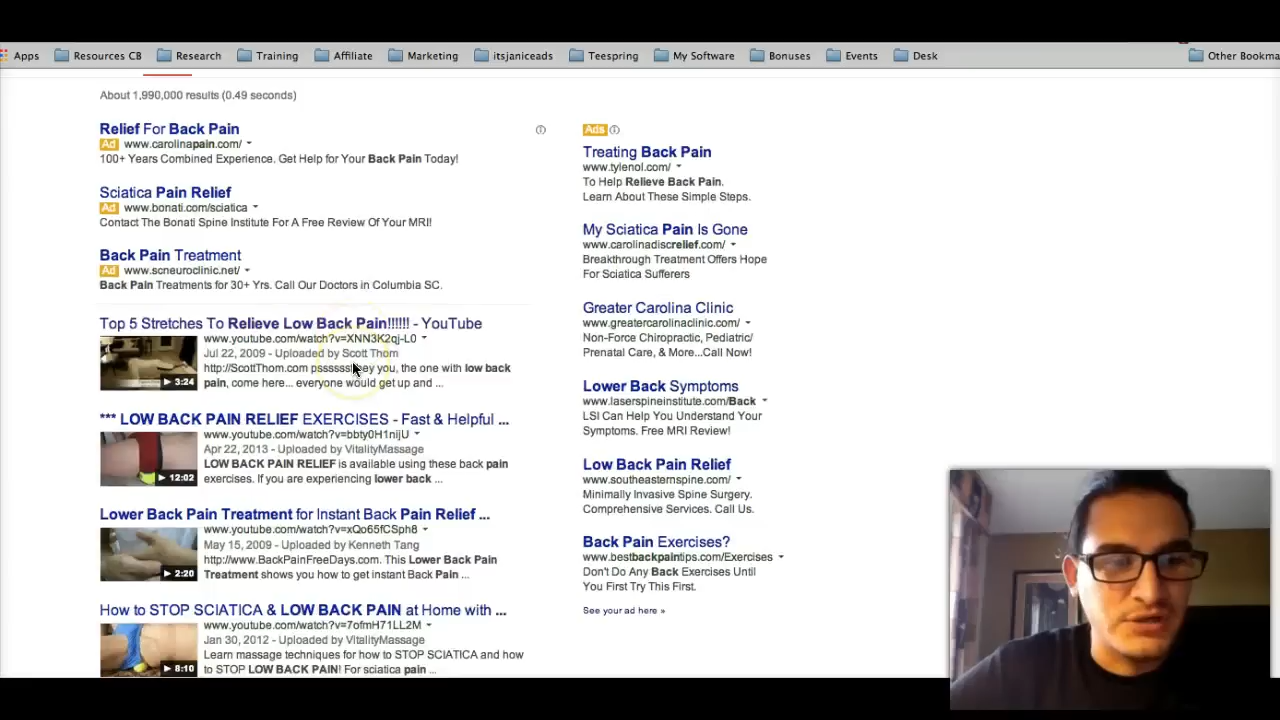 Apps Resources CB Research Training Affiliate Marketing itsjaniceads Teespring My Software Bonuses Events Desk Other Bookma
About 1,990,000 results (0.49 seconds)
Relief For Back Pain
Ad www.carolinapain.com/
100+ Years Combined Experience. Get Help for Your Back Pain Today!
Sciatica Pain Relief
Ad www.bonati.com/sciatica
Contact The Bonati Spine Institute For A Free Review Of Your MRI!
Back Pain Treatment
Ad www.scneuroclinic.net/
Back Pain Treatments for 30+ Yrs. Call Our Doctors in Columbia SC.
Top 5 Stretches To Relieve Low Back Pain!!!!!! - YouTube
www.youtube.com/watch?v=XNN3K2qj-L0
Jul 22, 2009 - Uploaded by Scott Thom
http://ScottThom.com psssssst hey you, the one with low back
3:24
pain, come here... everyone would get up and ...
*** LOW BACK PAIN RELIEF EXERCISES - Fast & Helpful ...
www.youtube.com/watch?v=bbty0H1nijU
Apr 22, 2013 - Uploaded by VitalityMassage
LOW BACK PAIN RELIEF is available using these back pain
12:02
exercises. If you are experiencing lower back ...
Lower Back Pain Treatment for Instant Back Pain Relief ...
www.youtube.com/watch?v=xQo65fCSph8
May 15, 2009 - Uploaded by Kenneth Tang
http://www.BackPainFreeDays.com. This Lower Back Pain
2:20
Treatment shows you how to get instant Back Pain ...
How to STOP SCIATICA & LOW BACK PAIN at Home with ...
www.youtube.com/watch?v=7ofmH71LL2M
Jan 30, 2012 - Uploaded by VitalityMassage
Learn massage techniques for how to STOP SCIATICA and how
8:10
to STOP LOW BACK PAIN! For sciatica pain ...
Ads
Treating Back Pain
www.tylenol.com/
To Help Relieve Back Pain.
Learn About These Simple Steps.
My Sciatica Pain Is Gone
www.carolinadiscrelief.com/
Breakthrough Treatment Offers Hope
For Sciatica Sufferers
Greater Carolina Clinic
www.greatercarolinaclinic.com/
Non-Force Chiropractic, Pediatric/
Prenatal Care, & More...Call Now!
Lower Back Symptoms
www.laserspineinstitute.com/Back
LSI Can Help You Understand Your
Symptoms. Free MRI Review!
Low Back Pain Relief
www.southeasternspine.com/
Minimally Invasive Spine Surgery.
Comprehensive Services. Call Us.
Back Pain Exercises?
www.bestbackpaintips.com/Exercises
Don't Do Any Back Exercises Until
You First Try This First.
See your ad here »